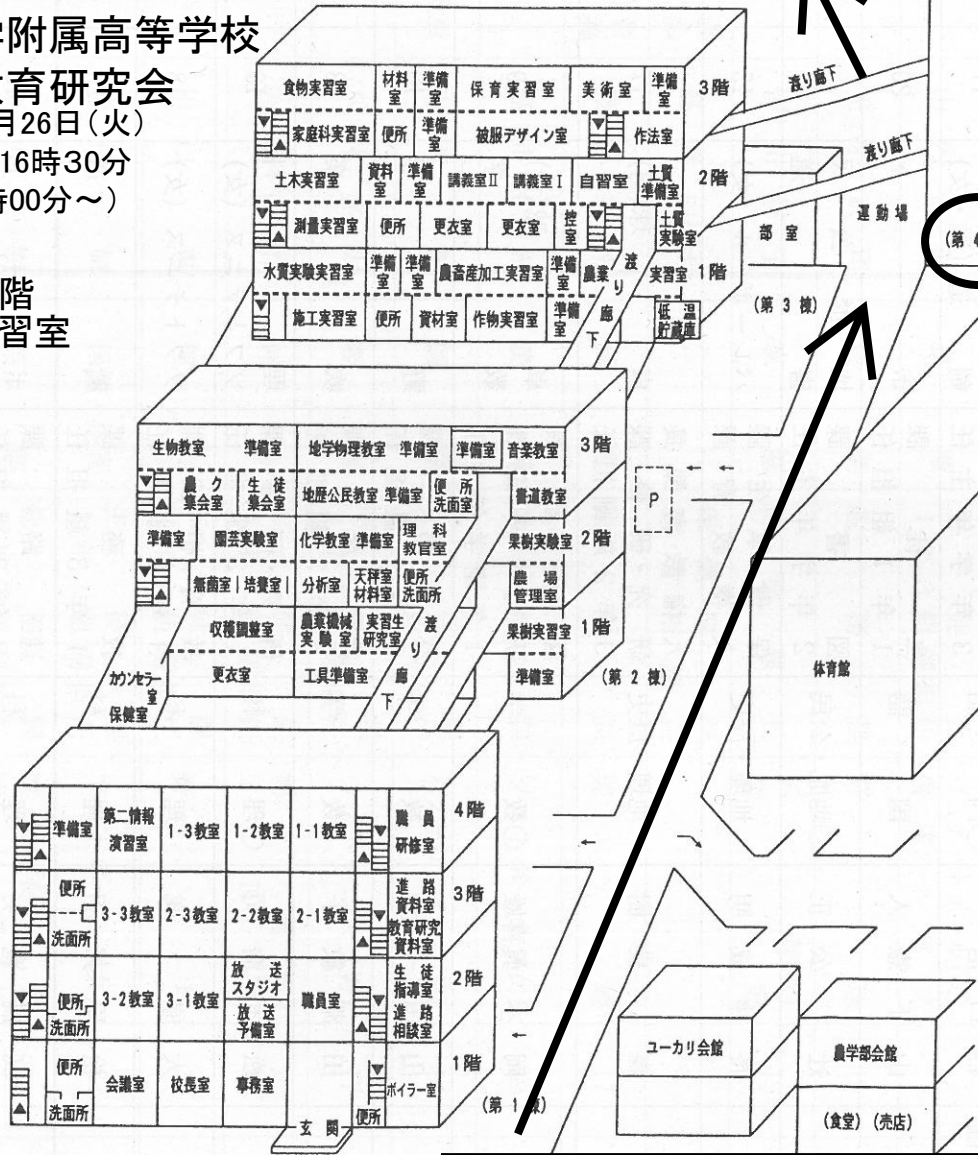 学附属高等学校
育研究会
月26日(火)
16時30分
時00分～)
階
習室
食物実習室 材料室 準備室 保育実習室 美術室 準備室 3階
家庭科実習室 便所 準備室 被服デザイン室 作法室
土木実習室 資料室 準備室 講義室Ⅱ 講義室Ⅰ 自習室 土質準備室 2階
測量実習室 便所 更衣室 更衣室 控室 土質実験室
水質実験実習室 準備室 準備室 農畜産加工実習室 準備室 農業 実習室 1階
施工実習室 便所 資材室 作物実習室 準備室 低温貯蔵庫
渡り廊下
渡り廊下
渡り廊下
部室
運動場
(第3棟)
(第4
生物教室 準備室 地学物理教室 準備室 準備室 音楽教室 3階
農ク集会室 生徒集会室 地歴公民教室 準備室 便所洗面室 書道教室
準備室 園芸実験室 化学教室 準備室 理科教官室 果樹実験室 2階
無菌室 培養室 分析室 天秤室材料室 便所洗面所 農場管理室
収穫調整室 農業機械実験室 実習生研究室 果樹実習室 1階
更衣室 工具準備室 準備室
渡り廊下
カウンセラー室
保健室
(第2棟)
P
体育館
準備室 第二情報演習室 1-3教室 1-2教室 1-1教室 職員研修室 4階
便所 洗面所 3-3教室 2-3教室 2-2教室 2-1教室 進路資料室 教育研究資料室 3階
便所 洗面所 3-2教室 3-1教室 放送スタジオ 放送予備室 職員室 生徒指導室 進路相談室 2階
便所 洗面所 会議室 校長室 事務室 便所 ボイラー室 1階
玄関
(第1棟)
ユーカリ会館
農学部会館
(食堂)(売店)